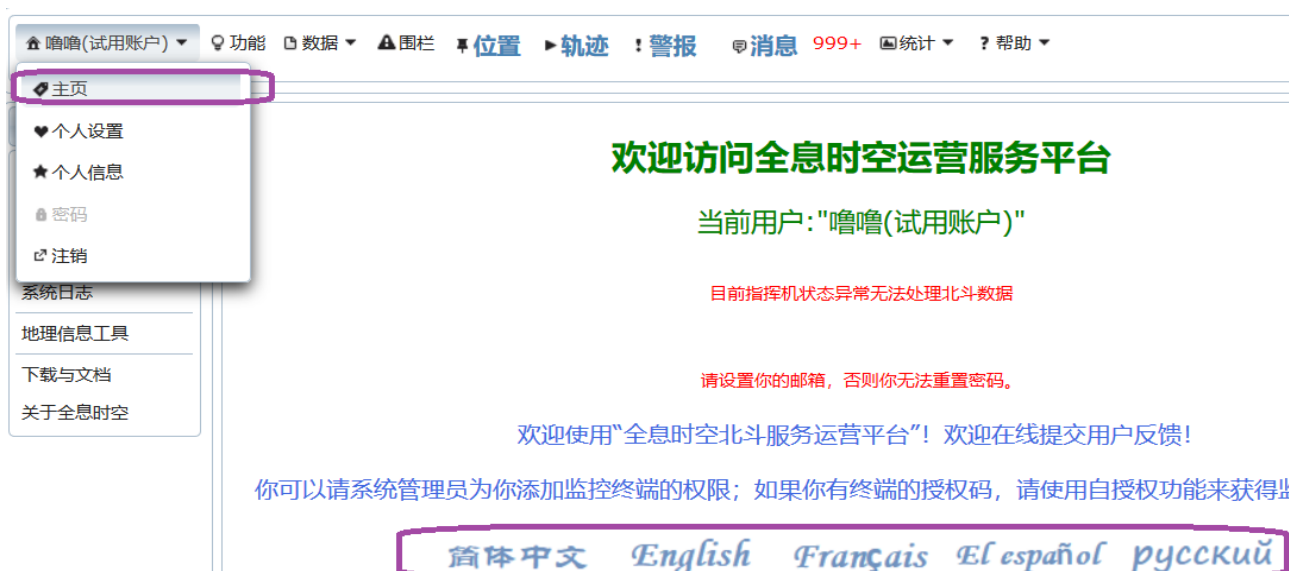 噜噜(试用账户) 功能 数据 围栏 位置 轨迹 警报 消息 999+ 统计 ? 帮助
主页
个人设置
个人信息
密码
注销
系统日志
地理信息工具
下载与文档
关于全息时空
欢迎访问全息时空运营服务平台
当前用户:"噜噜(试用账户)"
目前指挥机状态异常无法处理北斗数据
请设置你的邮箱，否则你无法重置密码。
欢迎使用“全息时空北斗服务运营平台”！欢迎在线提交用户反馈！
你可以请系统管理员为你添加监控终端的权限；如果你有终端的授权码，请使用自授权功能来获得
简体中文 English Français El español русский